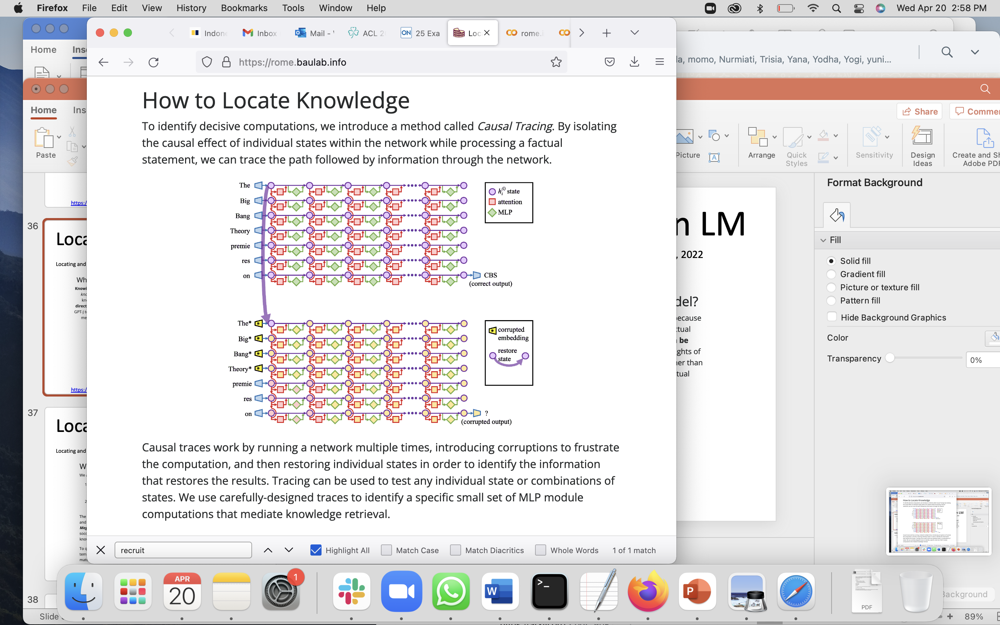 Firefox File Edit View History Bookmarks Tools Window Help
Wed Apr 20 2:58 PM
Indone
Inbox
Mail -
ACL 2
ON 25 Exa
Loc
rome.i
https://rome.baulab.info
How to Locate Knowledge
To identify decisive computations, we introduce a method called Causal Tracing. By isolating
the causal effect of individual states within the network while processing a factual
statement, we can trace the path followed by information through the network.
The
Big
Bang
Theory
premie
res
on
CBS
(correct output)
h_i^(l) state
attention
MLP
The*
Big*
Bang*
Theory*
premie
res
on
?
(corrupted output)
* corrupted
embedding
restore
state
Causal traces work by running a network multiple times, introducing corruptions to frustrate
the computation, and then restoring individual states in order to identify the information
that restores the results. Tracing can be used to test any individual state or combinations of
states. We use carefully-designed traces to identify a specific small set of MLP module
computations that mediate knowledge retrieval.
recruit
Highlight All
Match Case
Match Diacritics
Whole Words
1 of 1 match
Home Inse
Home Ins
Paste
https:/
36
Loca
Locating and
Wh
Knowl
kno
kn
direct
GPT-J t
me
https:/
37
Loca
Locating and
W
We a
1
2
The
and
Meg
socc
kno
To q
tem
mat
38
Slide
la, momo, Nurmiati, Trisia, Yana, Yodha, Yogi, yuni...
Share
Commen
Picture
Arrange
Quick
Styles
Sensitivity
Design
Ideas
Create and Sh
Adobe PDF
n LM
, 2022
del?
ecause
tual
be
ghts of
er than
tual
Format Background
Fill
Solid fill
Gradient fill
Picture or texture fill
Pattern fill
Hide Background Graphics
Color
Transparency
0%
How to Locate Knowledge
n LM
APR
20
1
W
P
PDF
Background
89%